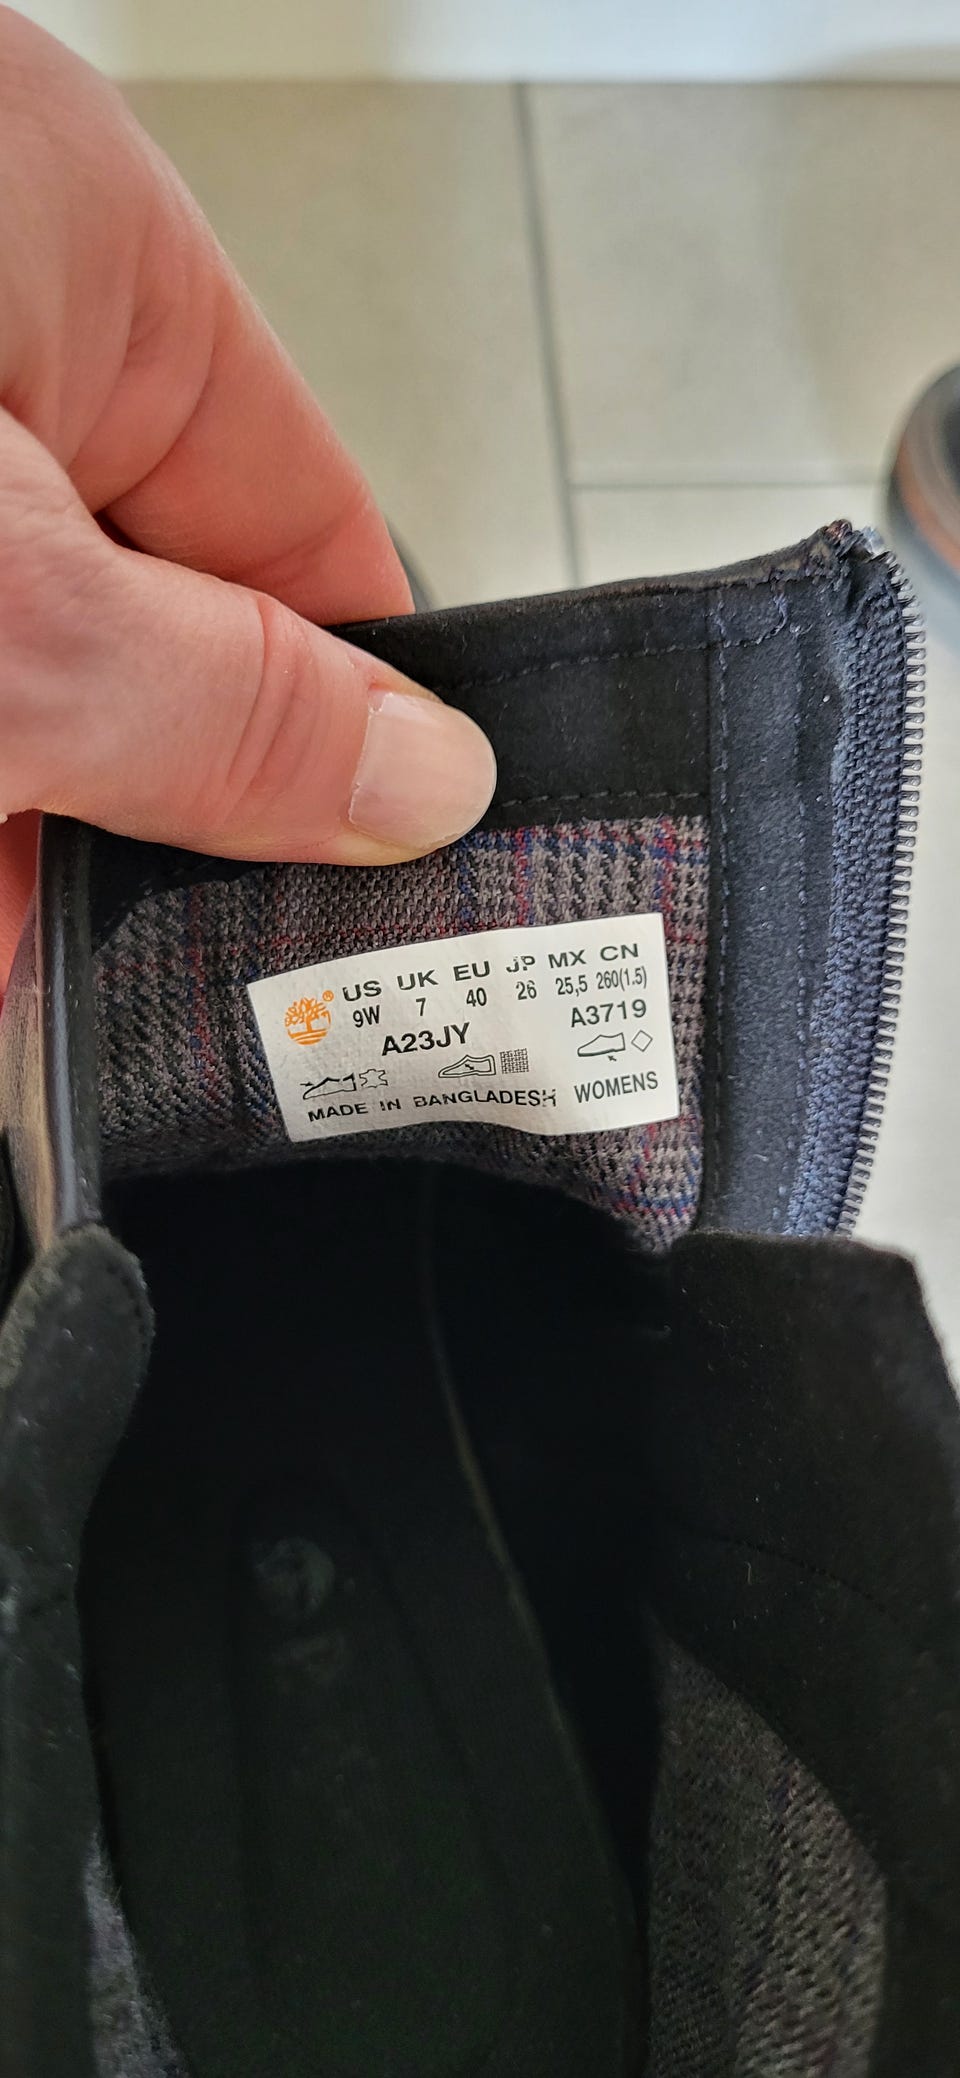 US UK EU JP MX CN
9W 7 40 26 25,5 260(1.5)
A23JY A3719
MADE IN BANGLADESH WOMENS